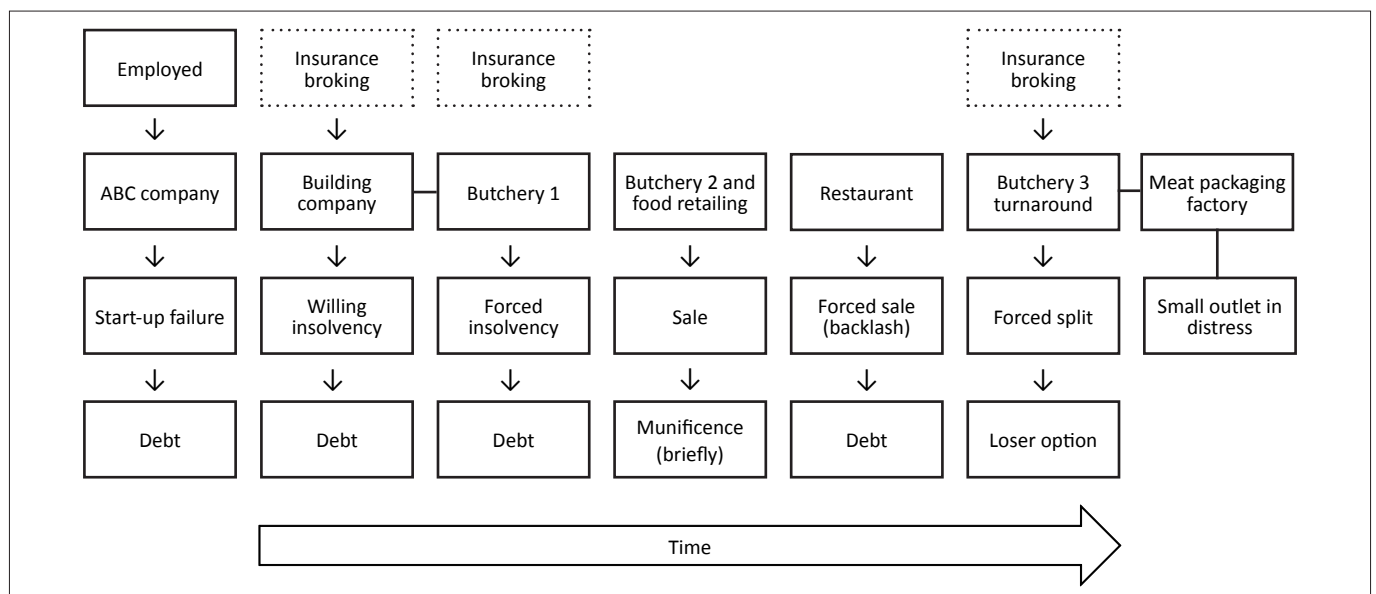 Employed
Insurance
broking
Insurance
broking
Insurance
broking
ABC company
Building
company
Butchery 1
Butchery 2 and
food retailing
Restaurant
Butchery 3
turnaround
Meat packaging
factory
Start-up failure
Willing
insolvency
Forced
insolvency
Sale
Forced sale
(backlash)
Forced split
Small outlet in
distress
Debt
Debt
Debt
Munificence
(briefly)
Debt
Loser option
Time